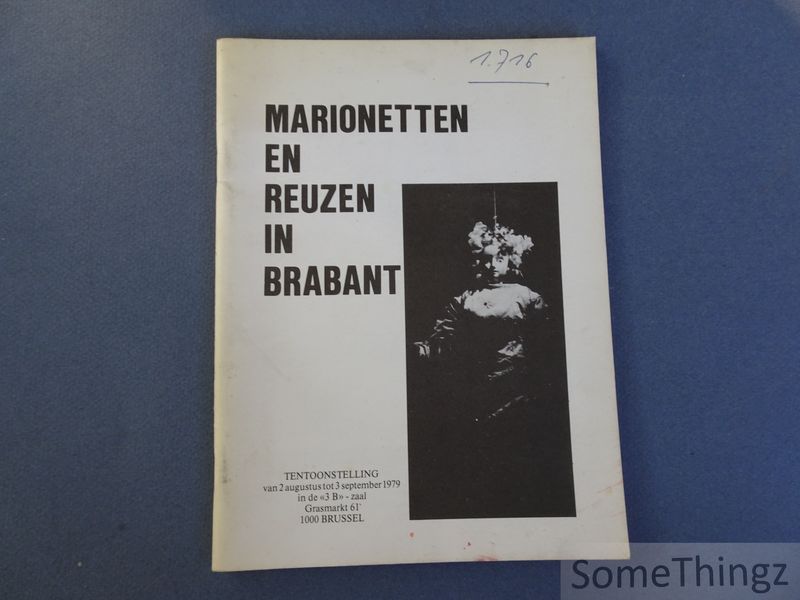 1.716
MARIONETTEN
EN
REUZEN
IN
BRABANT
TENTOONSTELLING
van 2 augustus tot 3 september 1979
in de «3 B» - zaal
Grasmarkt 61
1000 BRUSSEL
SomeThingz